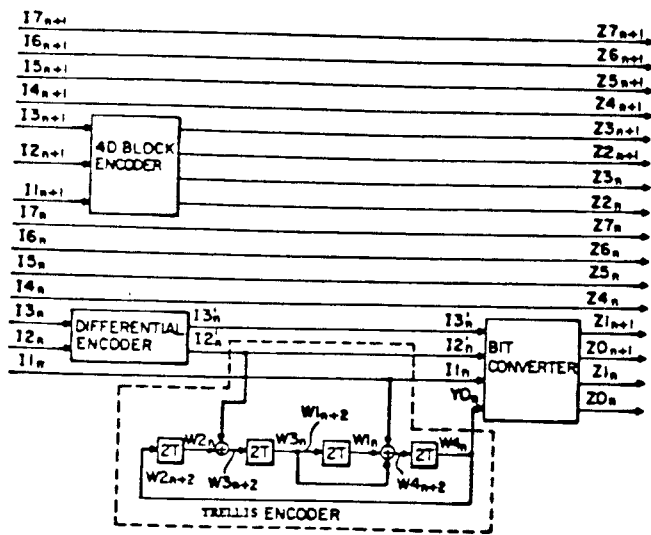 I7n+1 Z7n+1
I6n+1 Z6n+1
I5n+1 Z5n+1
I4n+1 Z4n+1
I3n+1 Z3n+1
4D BLOCK
ENCODER
I2n+1 Z2n+1
Z3n
I1n+1 Z2n
I7n Z7n
I6n Z6n
I5n Z5n
I4n Z4n
I3n I3'n I3'n Z1n+1
DIFFERENTIAL
ENCODER
I2n I2'n I2'n Z0n+1
BIT
CONVERTER
I1n I1n Z1n
Y0n Z0n
2T W2n 2T W3n W1n+2 2T W1n 2T W4n
W2n+2 W3n+2 W4n+2
TRELLIS ENCODER